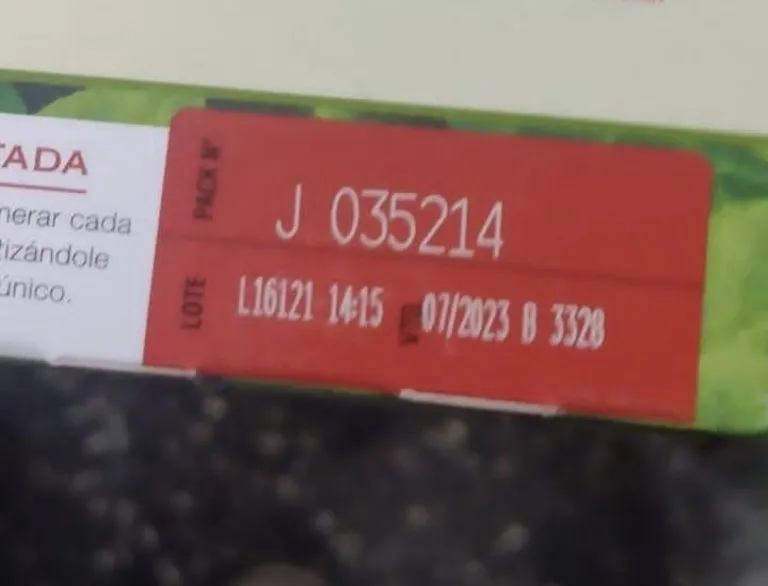 TADA
nerar cada
tizándole
único.
PACK Nº
J 035214
LOTE
L16121 14:15 07/2023 B 3328